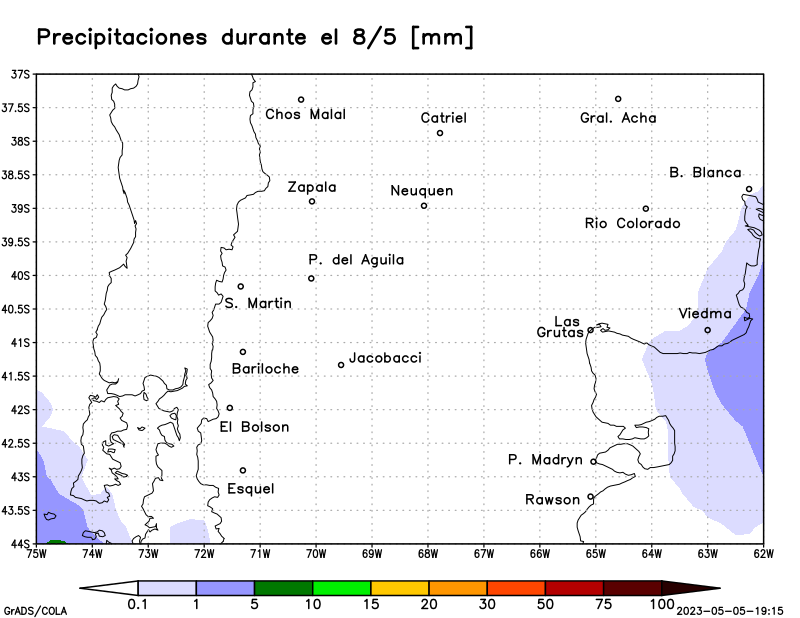 Precipitaciones durante el 8/5 [mm]
37S
37.5S
38S
38.5S
39S
39.5S
40S
40.5S
41S
41.5S
42S
42.5S
43S
43.5S
44S
Chos Malal
Catriel
Gral. Acha
B. Blanca
Zapala
Neuquen
Rio Colorado
P. del Aguila
S. Martin
Viedma
Las
Grutas
Jacobacci
Bariloche
El Bolson
P. Madryn
Esquel
Rawson
75W 74W 73W 72W 71W 70W 69W 68W 67W 66W 65W 64W 63W 62W
0.1 1 5 10 15 20 30 50 75 100
GrADS/COLA
2023-05-05-19:15